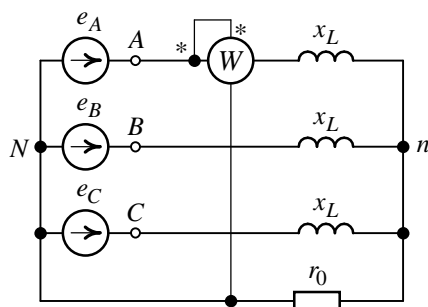 e_A A * * W x_L
e_B B x_L
N n
e_C C x_L
r_0